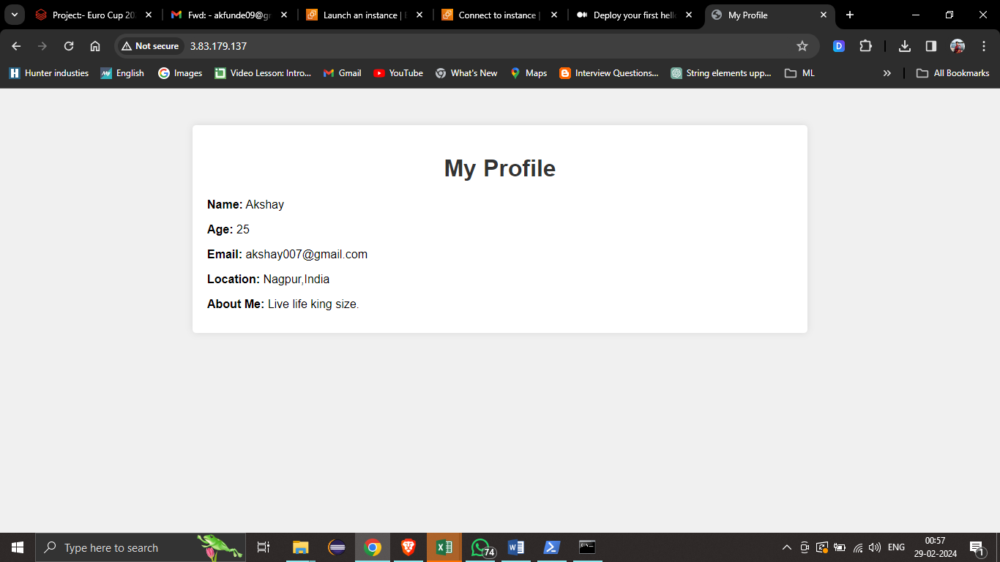 Project:- Euro Cup 20
Fwd: - akfunde09@g
Launch an instance |
Connect to instance |
Deploy your first hell
My Profile
Not secure
3.83.179.137
D
Hunter industies
English
Images
Video Lesson: Intro...
Gmail
YouTube
What's New
Maps
Interview Questions...
String elements upp...
ML
All Bookmarks
My Profile
Name: Akshay
Age: 25
Email: akshay007@gmail.com
Location: Nagpur,India
About Me: Live life king size.
Type here to search
74
ENG
00:57
29-02-2024
1